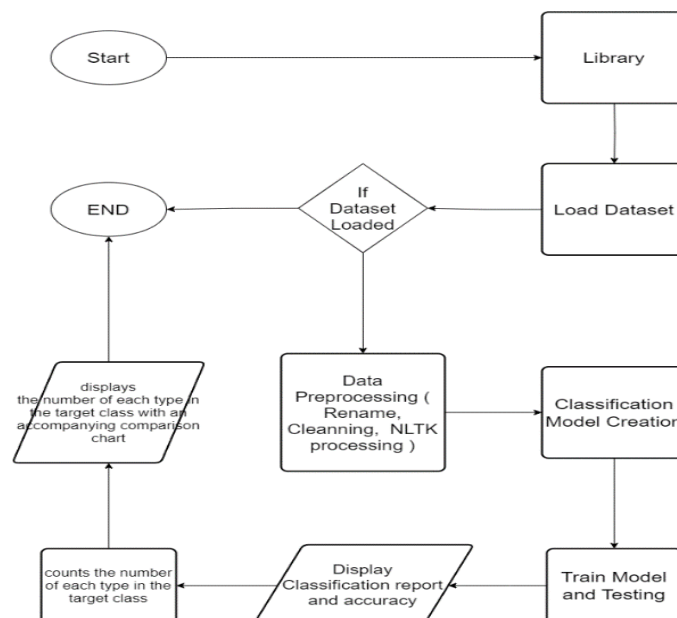 Start
Library
END
If
Dataset
Loaded
Load Dataset
displays
the number of each type in
the target class with an
accompanying comparison
chart
Data
Preprocessing (
Rename,
Cleanning, NLTK
processing )
Classification
Model Creation
counts the number
of each type in the
target class
Display
Classification report
and accuracy
Train Model
and Testing